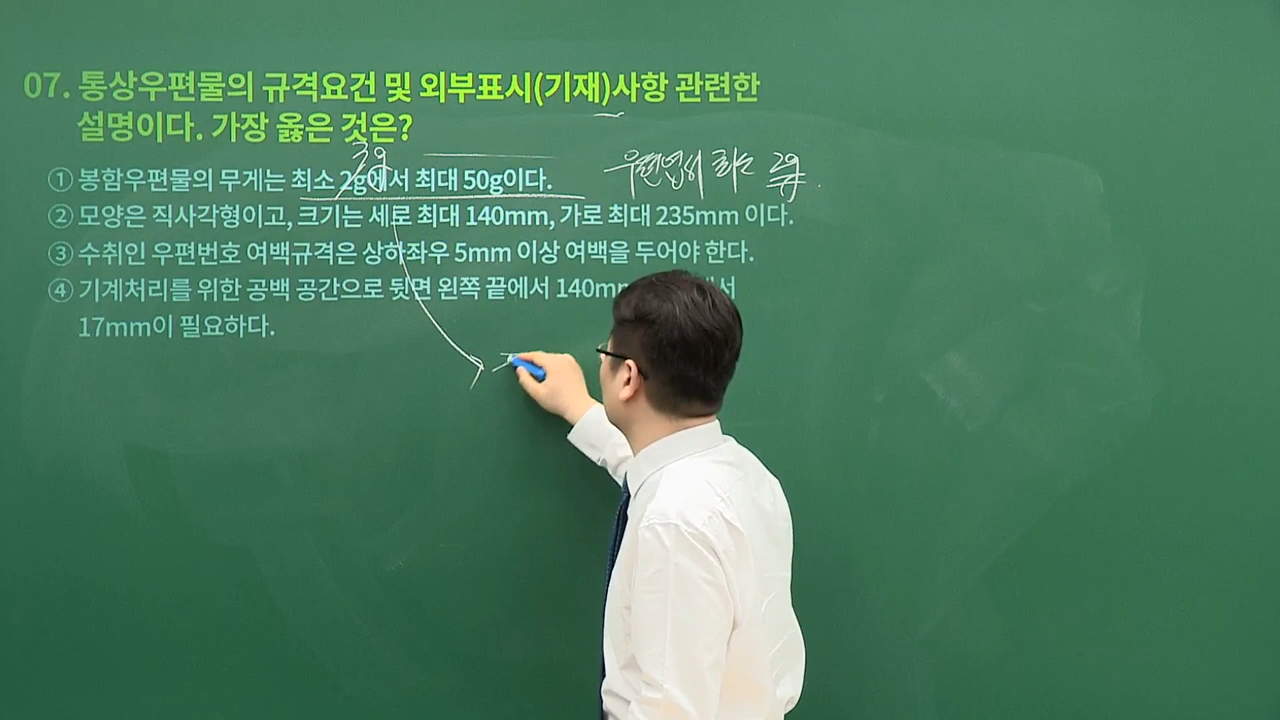 07. 통상우편물의 규격요건 및 외부표시(기재)사항 관련한
설명이다. 가장 옳은 것은?
3g
우편엽서 최소 2g
① 봉함우편물의 무게는 최소 2g에서 최대 50g이다.
② 모양은 직사각형이고, 크기는 세로 최대 140mm, 가로 최대 235mm 이다.
③ 수취인 우편번호 여백규격은 상하좌우 5mm 이상 여백을 두어야 한다.
④ 기계처리를 위한 공백 공간으로 뒷면 왼쪽 끝에서 140mm
17mm이 필요하다.